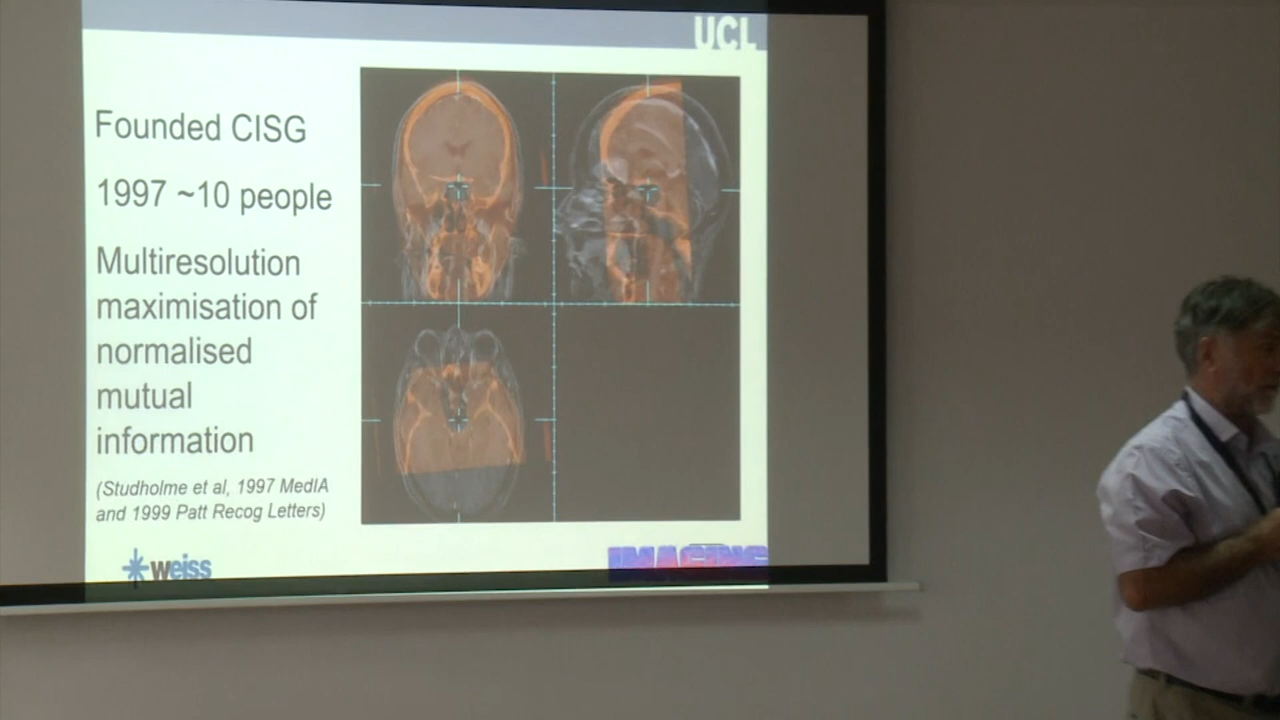 UCL
Founded CISG
1997 ~10 people
Multiresolution
maximisation of
normalised
mutual
information
(Studholme et al, 1997 MedIA
and 1999 Patt Recog Letters)
weiss
IMAGING